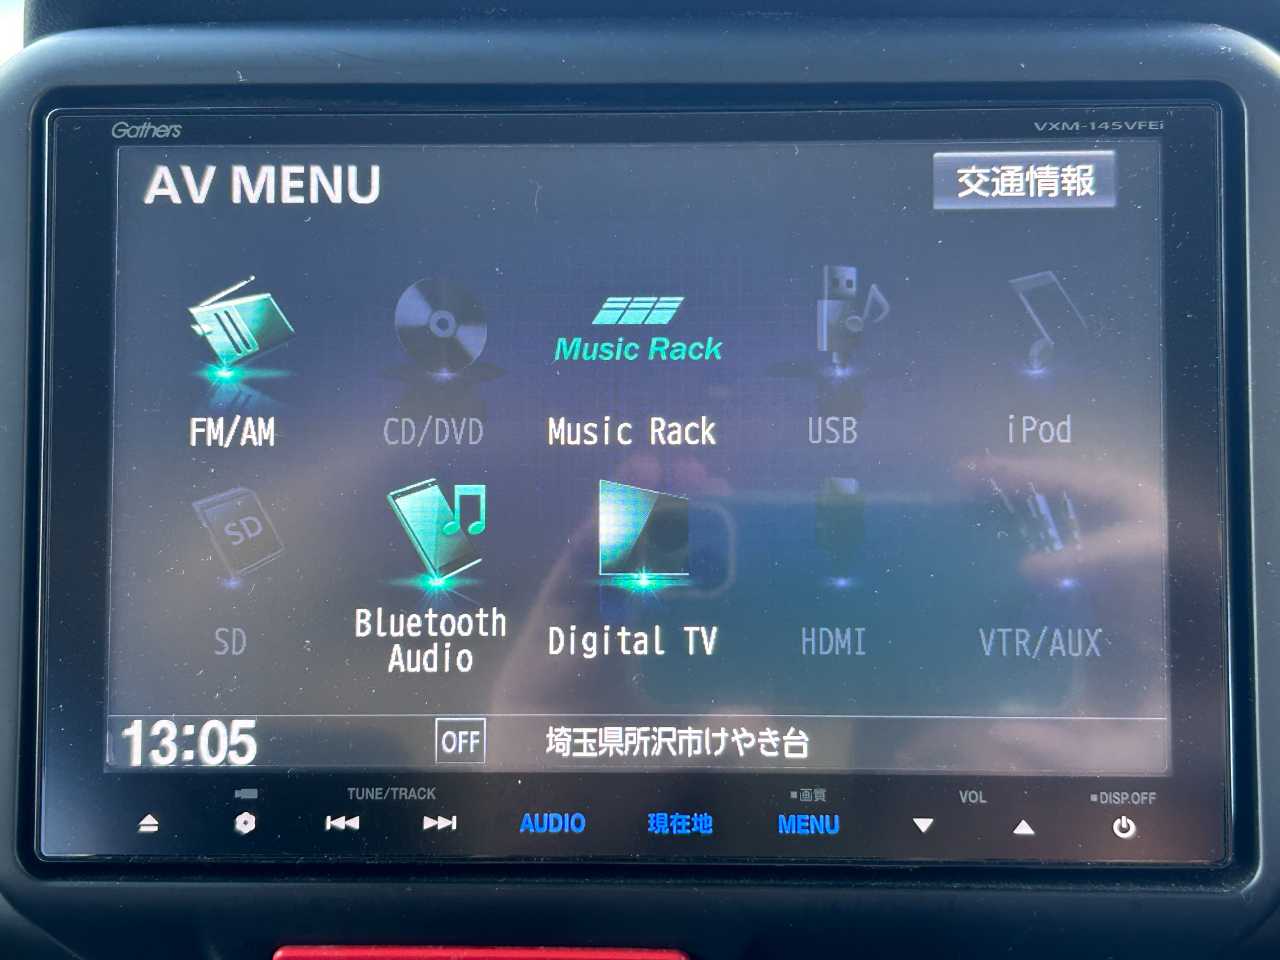 Gathers
VXM-145VFEi
AV MENU
交通情報
Music Rack
FM/AM
CD/DVD
Music Rack
USB
iPod
SD
SD
Bluetooth
Audio
Digital TV
HDMI
VTR/AUX
13:05
OFF
埼玉県所沢市けやき台
TUNE/TRACK
■画質
VOL
■DISP.OFF
AUDIO
現在地
MENU